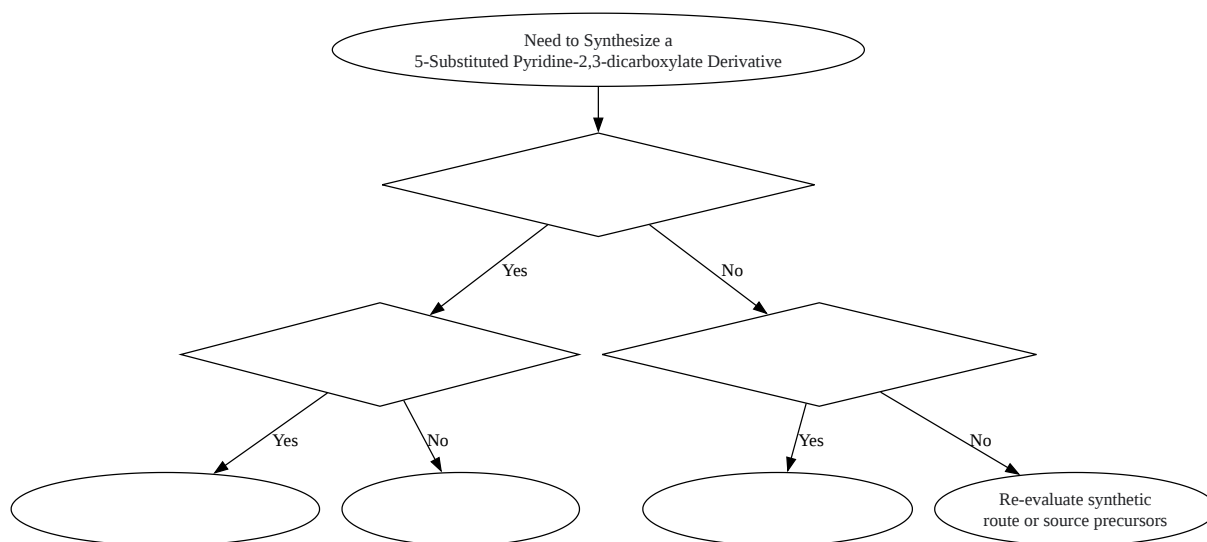 Need to Synthesize a
5-Substituted Pyridine-2,3-dicarboxylate Derivative
Yes
No
Yes
No
Yes
No
Re-evaluate synthetic
route or source precursors